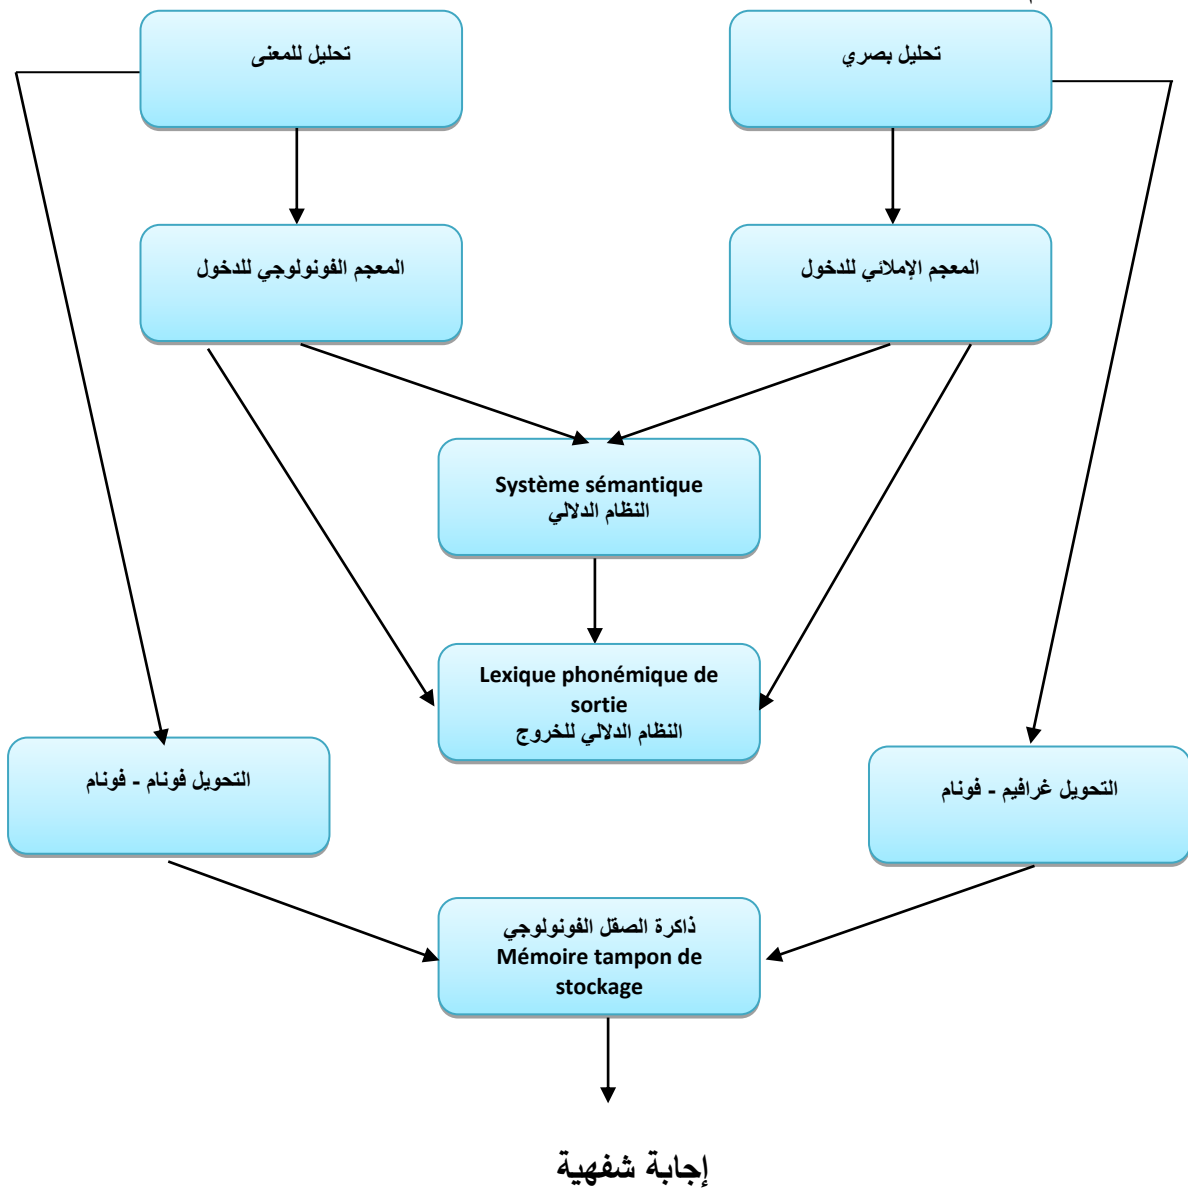 تحليل بصري
تحليل للمعنى
المعجم الإملائي للدخول
المعجم الفونولوجي للدخول
Système sémantique
النظام الدلالي
Lexique phonémique de
sortie
النظام الدلالي للخروج
التحويل غرافيم - فونام
التحويل فونام - فونام
ذاكرة الصقل الفونولوجي
Mémoire tampon de
stockage
إجابة شفهية